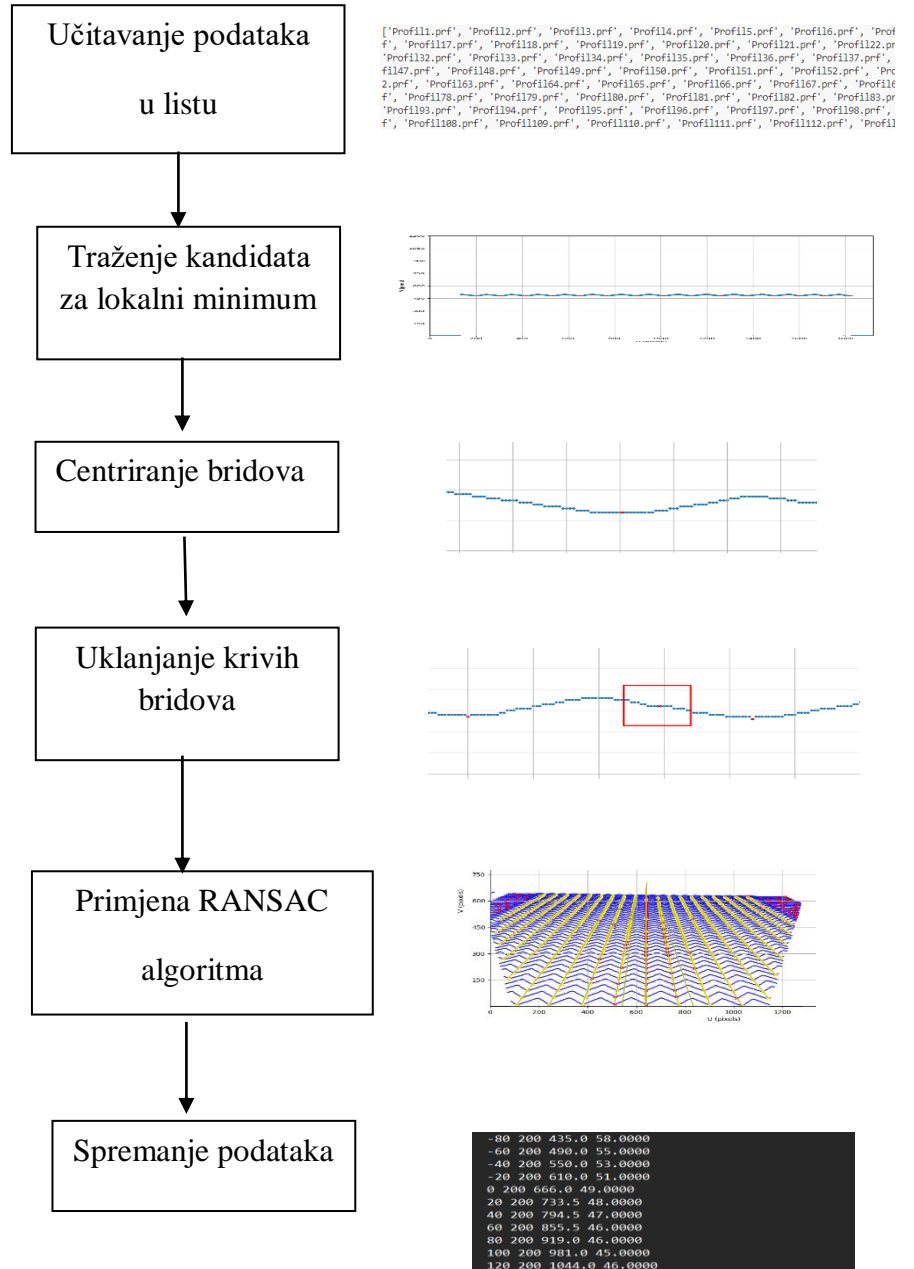 Učitavanje podataka
u listu
['Profil1.prf', 'Profil2.prf', 'Profil3.prf', 'Profil4.prf', 'Profil5.prf', 'Profil6.prf', 'Prof
f', 'Profil17.prf', 'Profil18.prf', 'Profil19.prf', 'Profil20.prf', 'Profil21.prf', 'Profil22.pr
'Profil32.prf', 'Profil33.prf', 'Profil34.prf', 'Profil35.prf', 'Profil36.prf', 'Profil37.prf',
fil47.prf', 'Profil48.prf', 'Profil49.prf', 'Profil50.prf', 'Profil51.prf', 'Profil52.prf', 'Pro
2.prf', 'Profil63.prf', 'Profil64.prf', 'Profil65.prf', 'Profil66.prf', 'Profil67.prf', 'Profil6
f', 'Profil78.prf', 'Profil79.prf', 'Profil80.prf', 'Profil81.prf', 'Profil82.prf', 'Profil83.pr
'Profil93.prf', 'Profil94.prf', 'Profil95.prf', 'Profil96.prf', 'Profil97.prf', 'Profil98.prf',
f', 'Profil108.prf', 'Profil109.prf', 'Profil110.prf', 'Profil111.prf', 'Profil112.prf', 'Profil
Traženje kandidata
za lokalni minimum
Centriranje bridova
Uklanjanje krivih
bridova
Primjena RANSAC
algoritma
V (pixels)
750
600
450
300
150
0 200 400 600 800 1000 1200
U (pixels)
Spremanje podataka
-80 200 435.0 58.0000
-60 200 490.0 55.0000
-40 200 550.0 53.0000
-20 200 610.0 51.0000
0 200 666.0 49.0000
20 200 733.5 48.0000
40 200 794.5 47.0000
60 200 855.5 46.0000
80 200 919.0 46.0000
100 200 981.0 45.0000
120 200 1044.0 46.0000